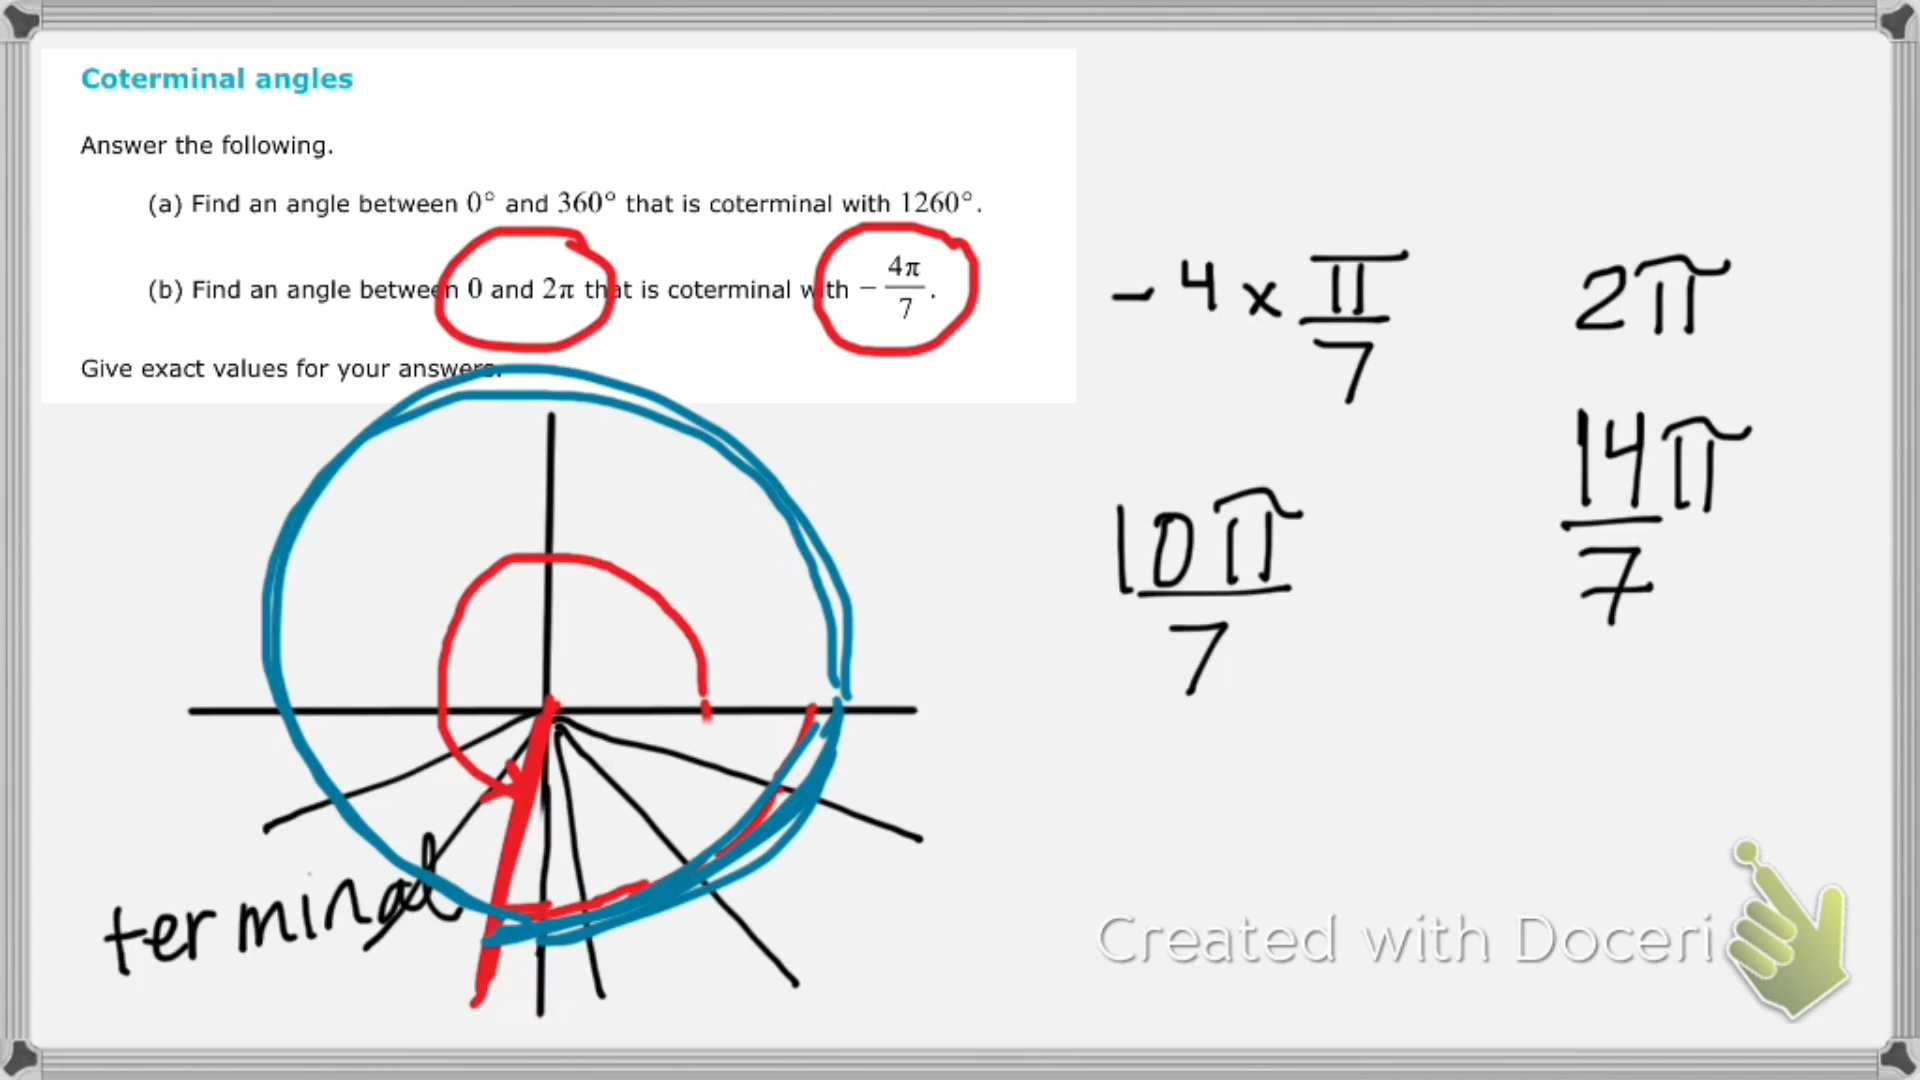 Coterminal angles
Answer the following.
(a) Find an angle between 0° and 360° that is coterminal with 1260°.
(b) Find an angle between 0 and 2π that is coterminal with −4π/7.
Give exact values for your answers.
-4 x π/7
2π
14π/7
10π/7
terminal
Created with Doceri